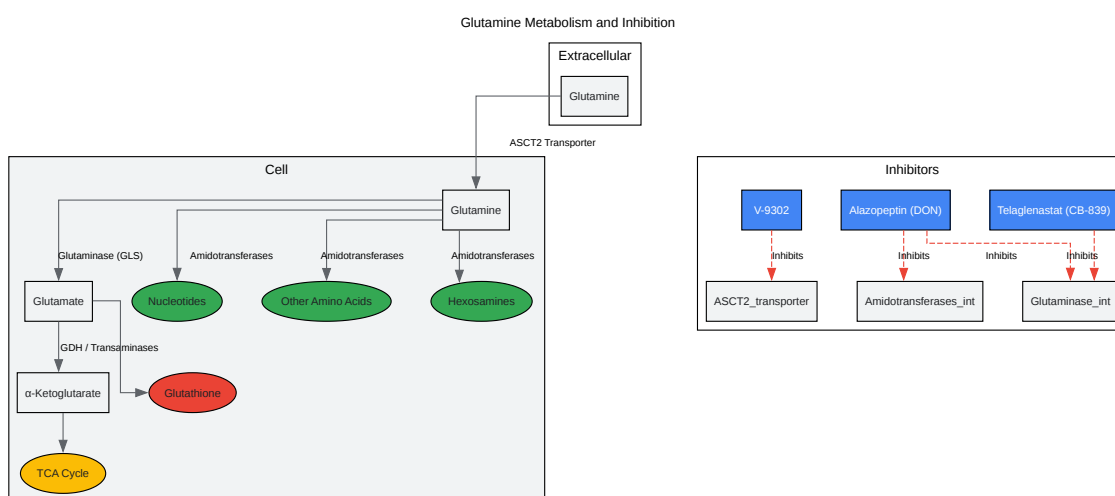 Glutamine Metabolism and Inhibition
Extracellular
Glutamine
ASCT2 Transporter
Cell
Glutamine
Glutaminase (GLS)
Amidotransferases
Amidotransferases
Amidotransferases
Glutamate
Nucleotides
Other Amino Acids
Hexosamines
GDH / Transaminases
α-Ketoglutarate
Glutathione
TCA Cycle
Inhibitors
V-9302
Alazopeptin (DON)
Telaglenastat (CB-839)
Inhibits
Inhibits
Inhibits
Inhibits
ASCT2_transporter
Amidotransferases_int
Glutaminase_int